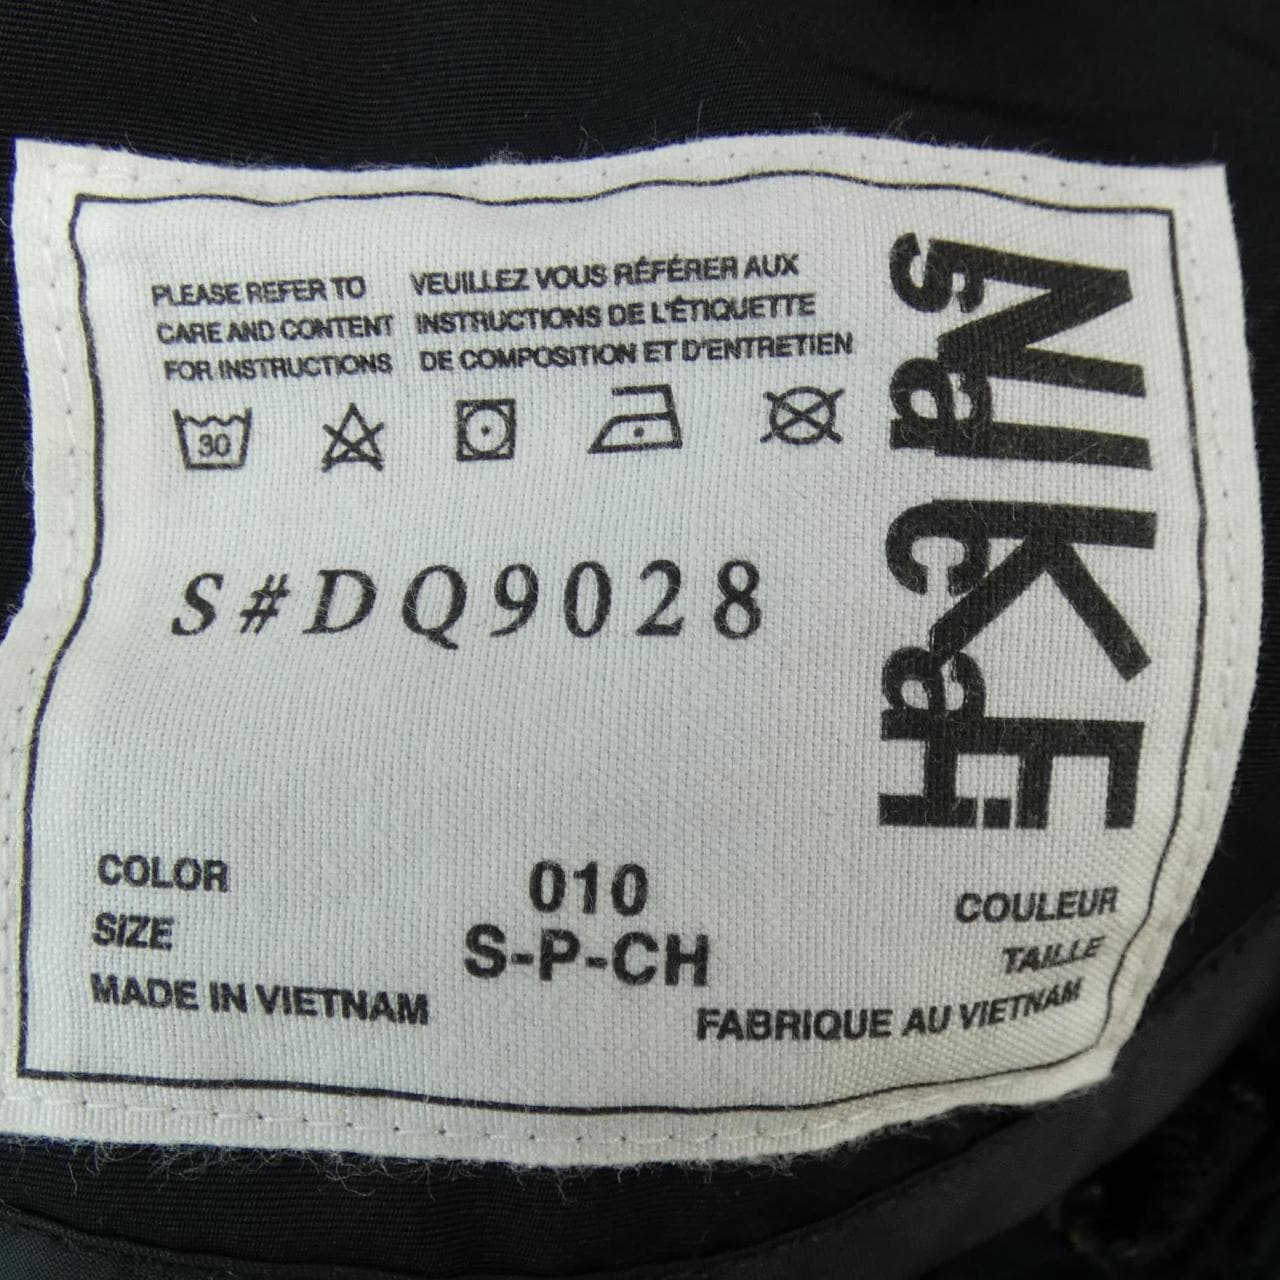 PLEASE REFER TO
CARE AND CONTENT
FOR INSTRUCTIONS
VEUILLEZ VOUS RÉFÉRER AUX
INSTRUCTIONS DE L'ÉTIQUETTE
DE COMPOSITION ET D'ENTRETIEN
30
S#DQ9028
NIKE
sacai
COLOR 010 COULEUR
SIZE S-P-CH TAILLE
MADE IN VIETNAM FABRIQUE AU VIETNAM